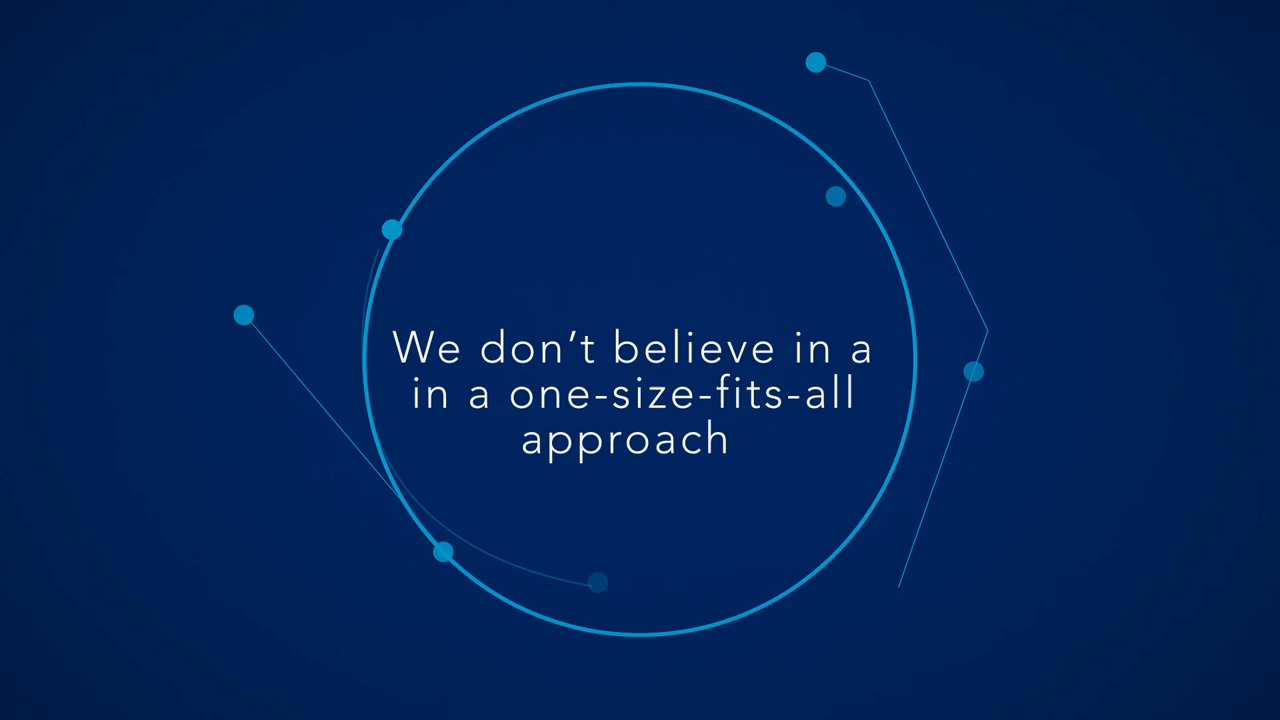 We don’t believe in a
in a one-size-fits-all
approach